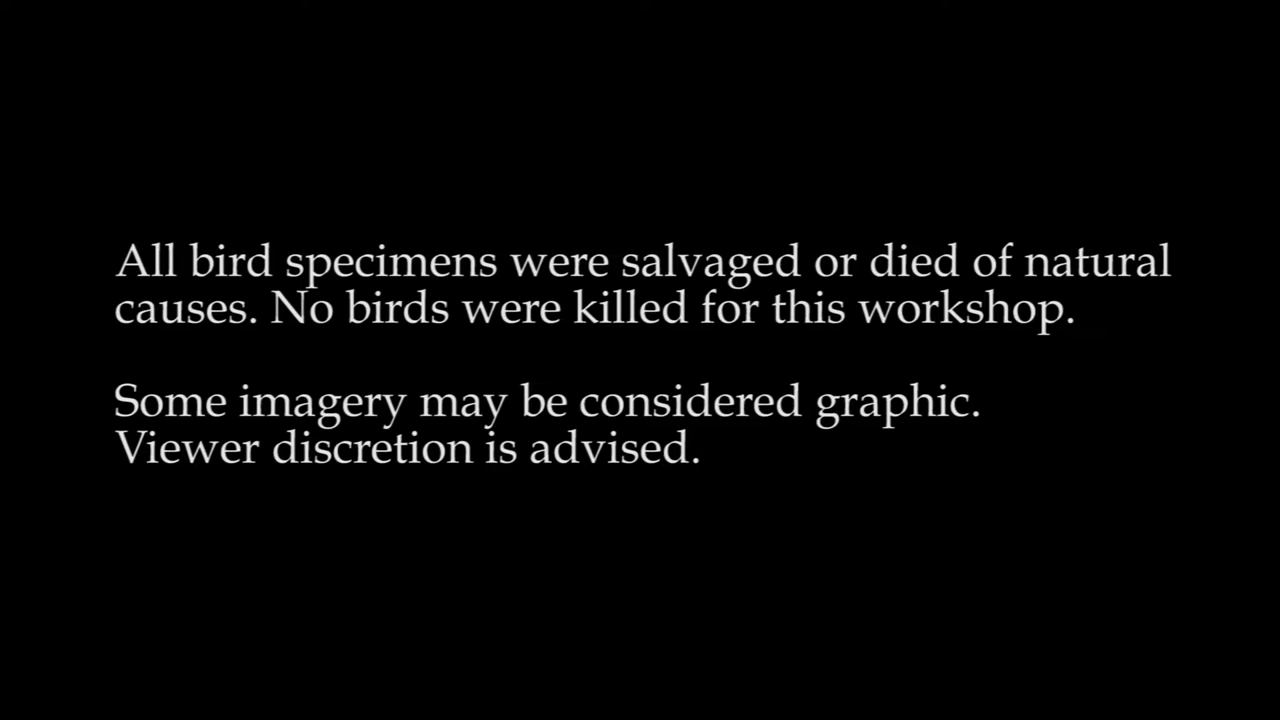 All bird specimens were salvaged or died of natural
causes. No birds were killed for this workshop.
Some imagery may be considered graphic.
Viewer discretion is advised.